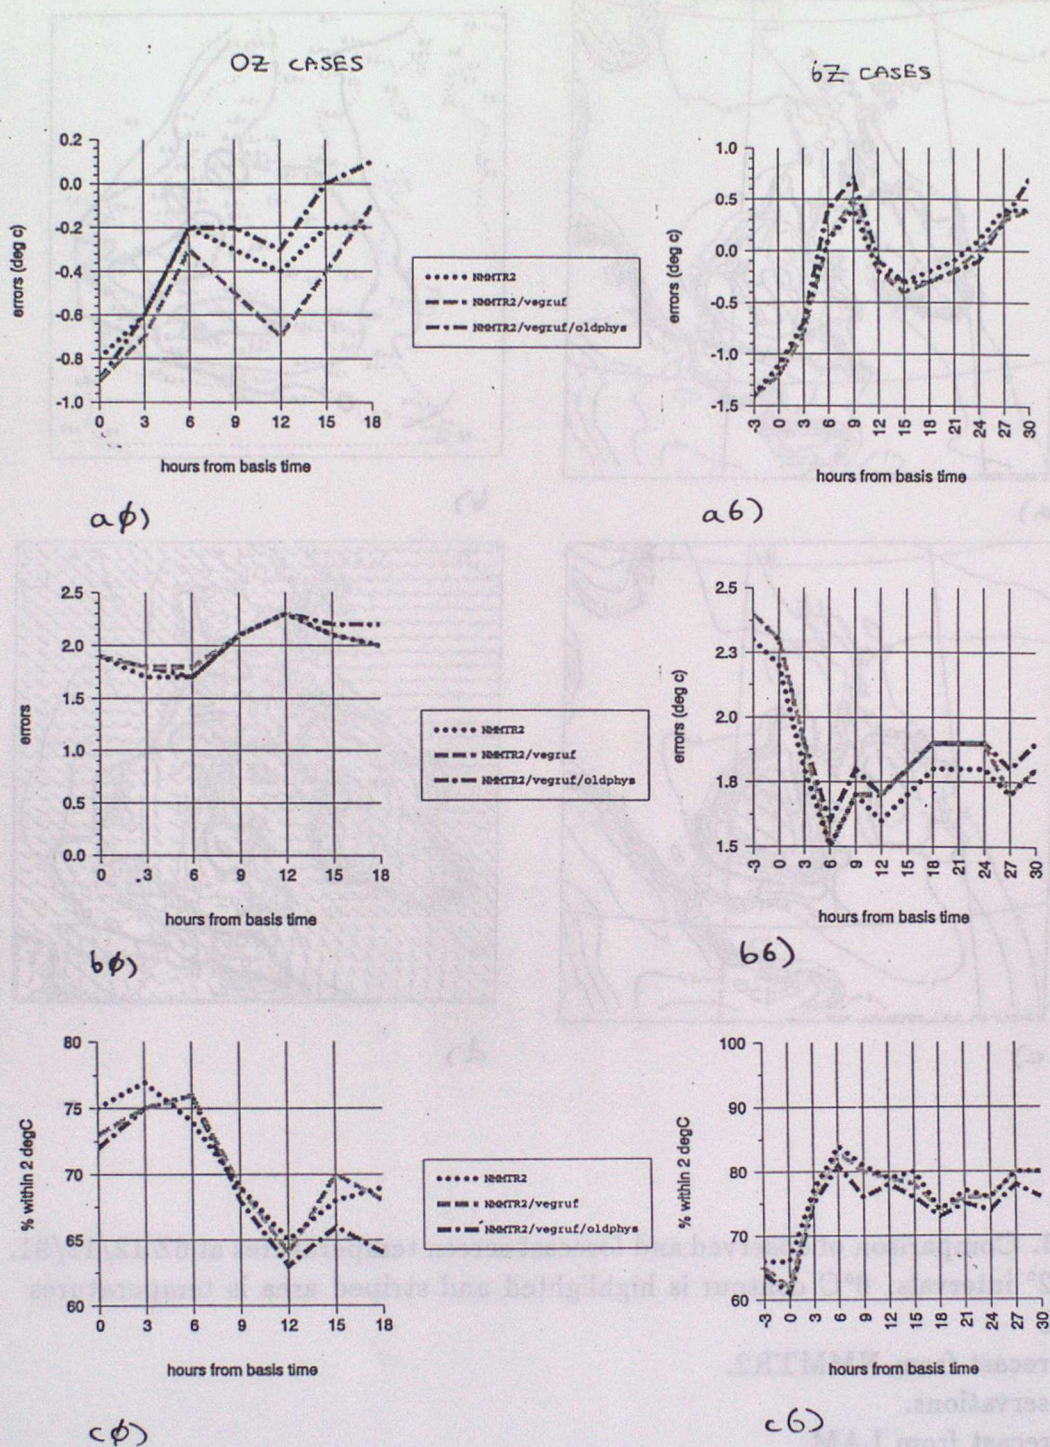 OZ CASES
6Z CASES
0.2
0.0
-0.2
-0.4
-0.6
-0.8
-1.0
errors (deg c)
0 3 6 9 12 15 18
hours from basis time
NMMTR2
NMMTR2/vegruf
NMMTR2/vegruf/oldphys
1.0
0.5
0.0
-0.5
-1.0
-1.5
errors (deg c)
-3 0 3 6 9 12 15 18 21 24 27 30
hours from basis time
aφ)
a6)
2.5
2.0
1.5
1.0
0.5
0.0
errors
0 3 6 9 12 15 18
hours from basis time
NMMTR2
NMMTR2/vegruf
NMMTR2/vegruf/oldphys
2.5
2.3
2.0
1.8
1.5
errors (deg c)
-3 0 3 6 9 12 15 18 21 24 27 30
hours from basis time
bφ)
b6)
80
75
70
65
60
% within 2 degC
0 3 6 9 12 15 18
hours from basis time
NMMTR2
NMMTR2/vegruf
NMMTR2/vegruf/oldphys
100
90
80
70
60
% within 2 degC
-3 0 3 6 9 12 15 18 21 24 27 30
hours from basis time
cφ)
c6)